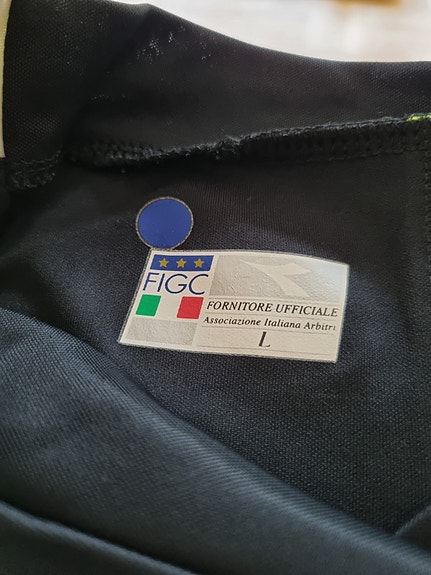 FIGC
FORNITORE UFFICIALE
Associazione Italiana Arbitri
L